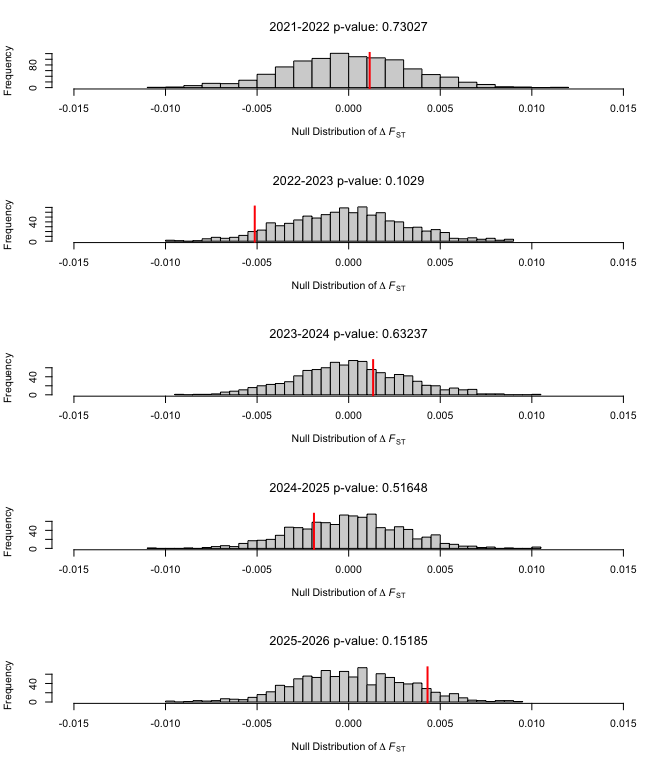 2021-2022 p-value: 0.73027
Frequency
0 80
-0.015 -0.010 -0.005 0.000 0.005 0.010 0.015
Null Distribution of Δ FST
2022-2023 p-value: 0.1029
Frequency
0 40
-0.015 -0.010 -0.005 0.000 0.005 0.010 0.015
Null Distribution of Δ FST
2023-2024 p-value: 0.63237
Frequency
0 40
-0.015 -0.010 -0.005 0.000 0.005 0.010 0.015
Null Distribution of Δ FST
2024-2025 p-value: 0.51648
Frequency
0 40
-0.015 -0.010 -0.005 0.000 0.005 0.010 0.015
Null Distribution of Δ FST
2025-2026 p-value: 0.15185
Frequency
0 40
-0.015 -0.010 -0.005 0.000 0.005 0.010 0.015
Null Distribution of Δ FST